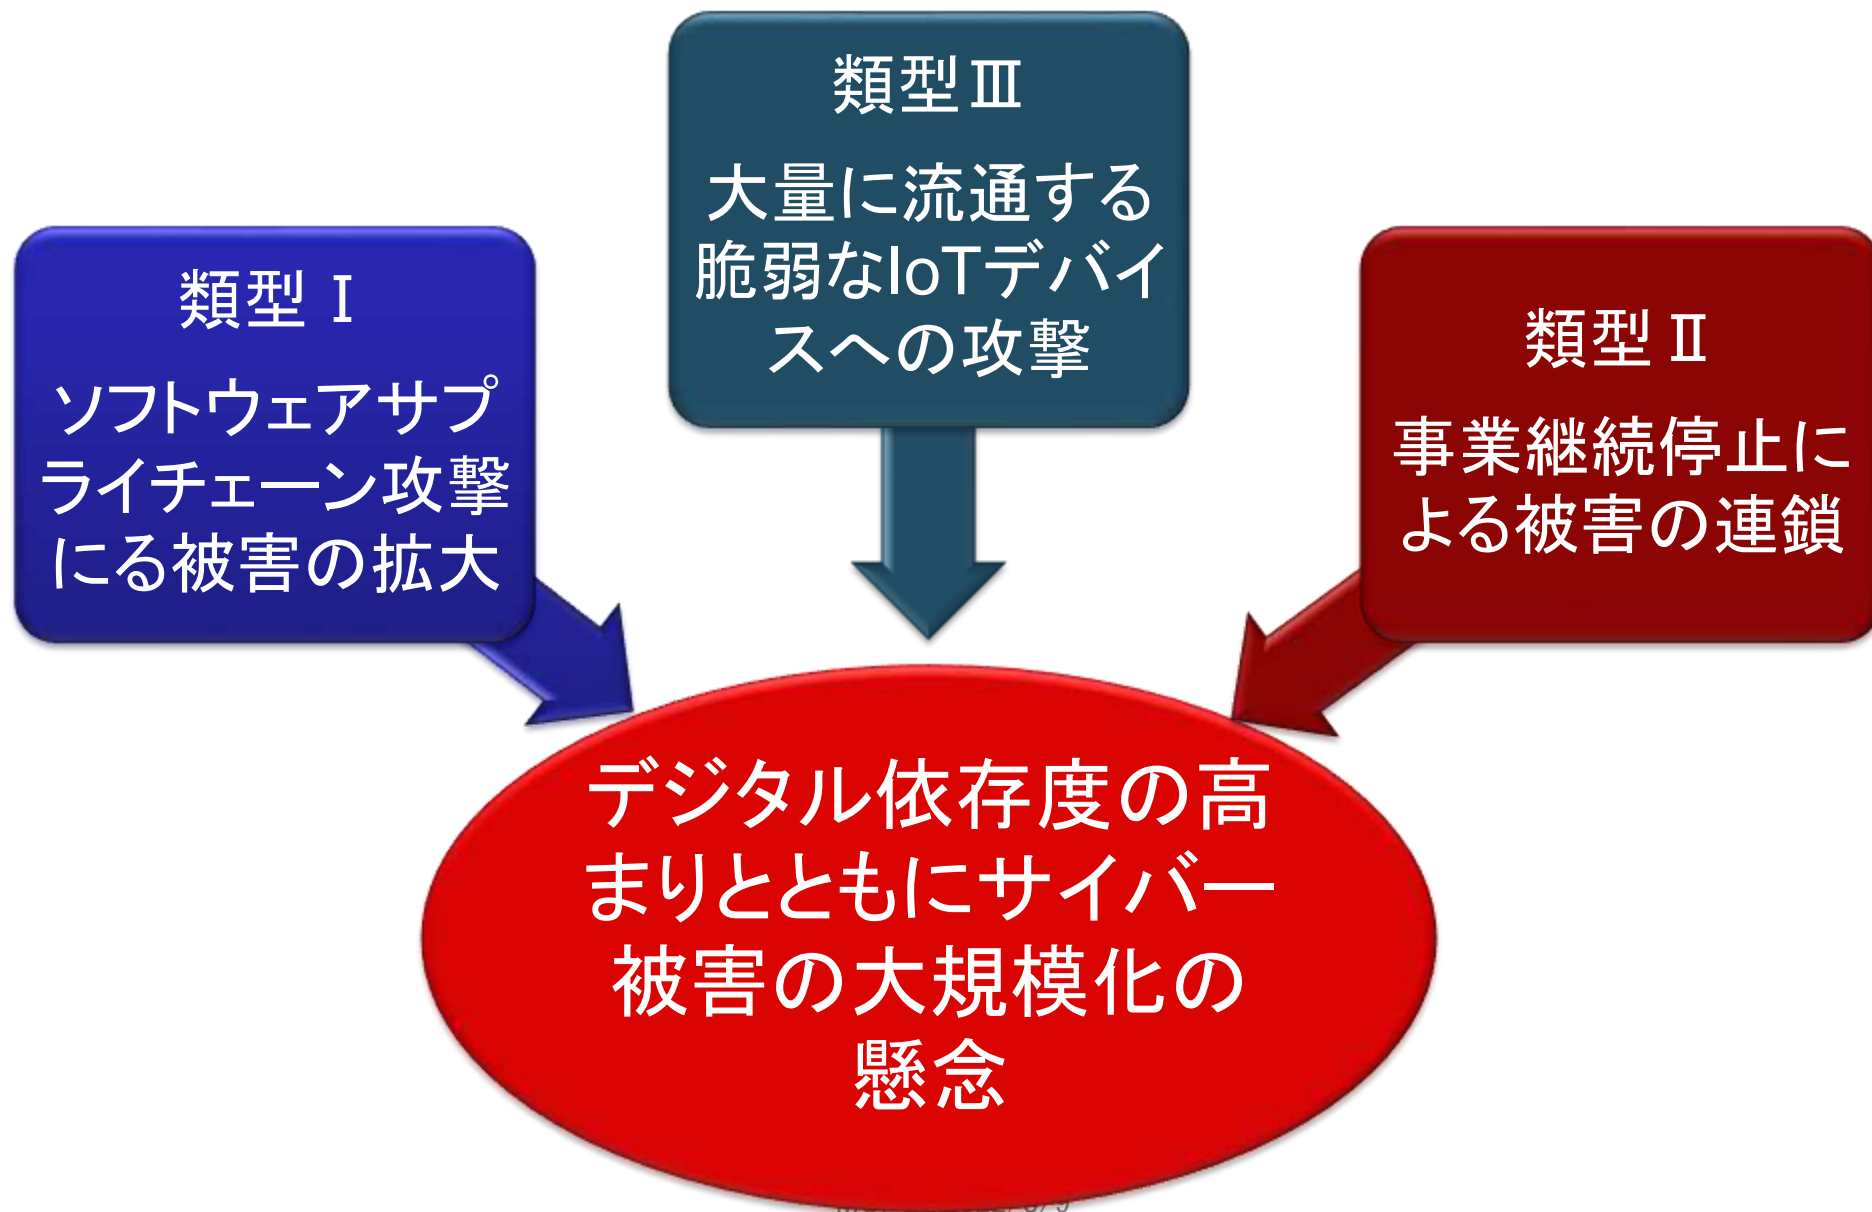 類型Ⅰ
ソフトウェアサプ
ライチェーン攻撃
にる被害の拡大
類型Ⅲ
大量に流通する
脆弱なIoTデバイ
スへの攻撃
類型Ⅱ
事業継続停止に
よる被害の連鎖
デジタル依存度の高
まりとともにサイバー
被害の大規模化の
懸念